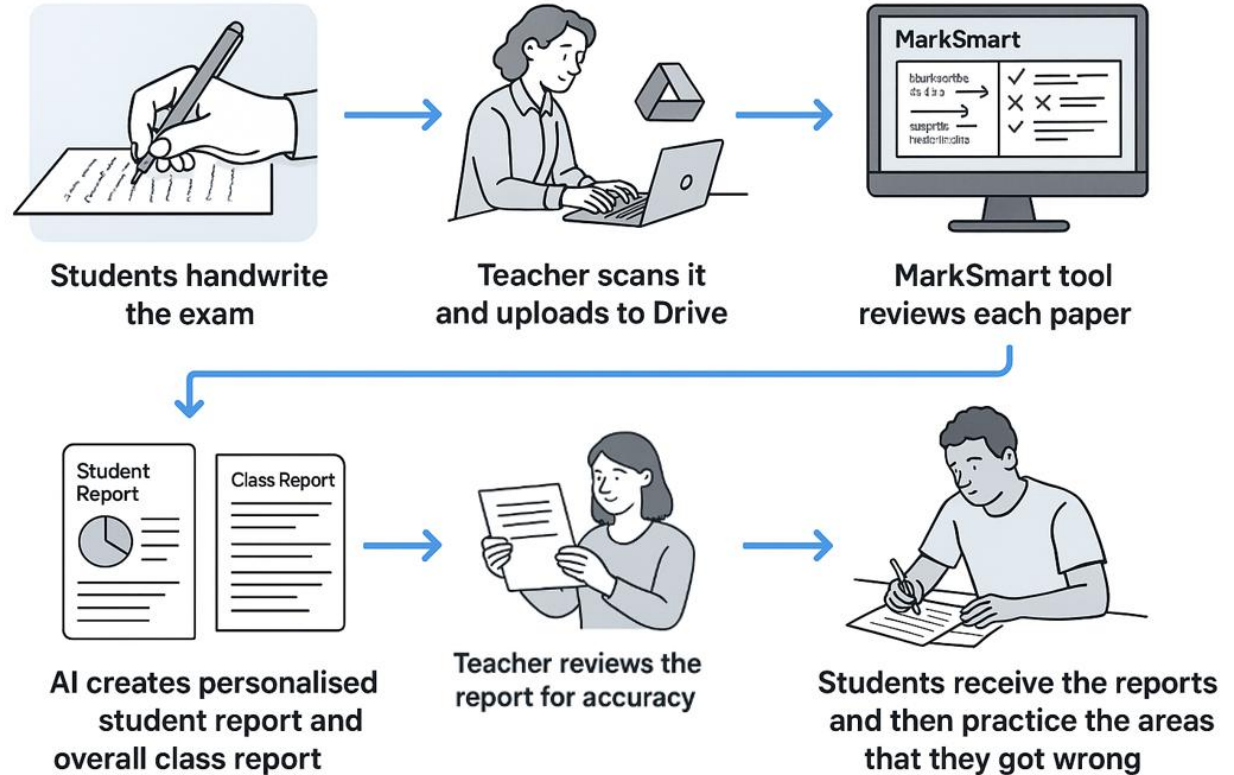 Students handwrite
the exam
Teacher scans it
and uploads to Drive
MarkSmart
MarkSmart tool
reviews each paper
Student
Report
Class Report
AI creates personalised
student report and
overall class report
Teacher reviews the
report for accuracy
Students receive the reports
and then practice the areas
that they got wrong